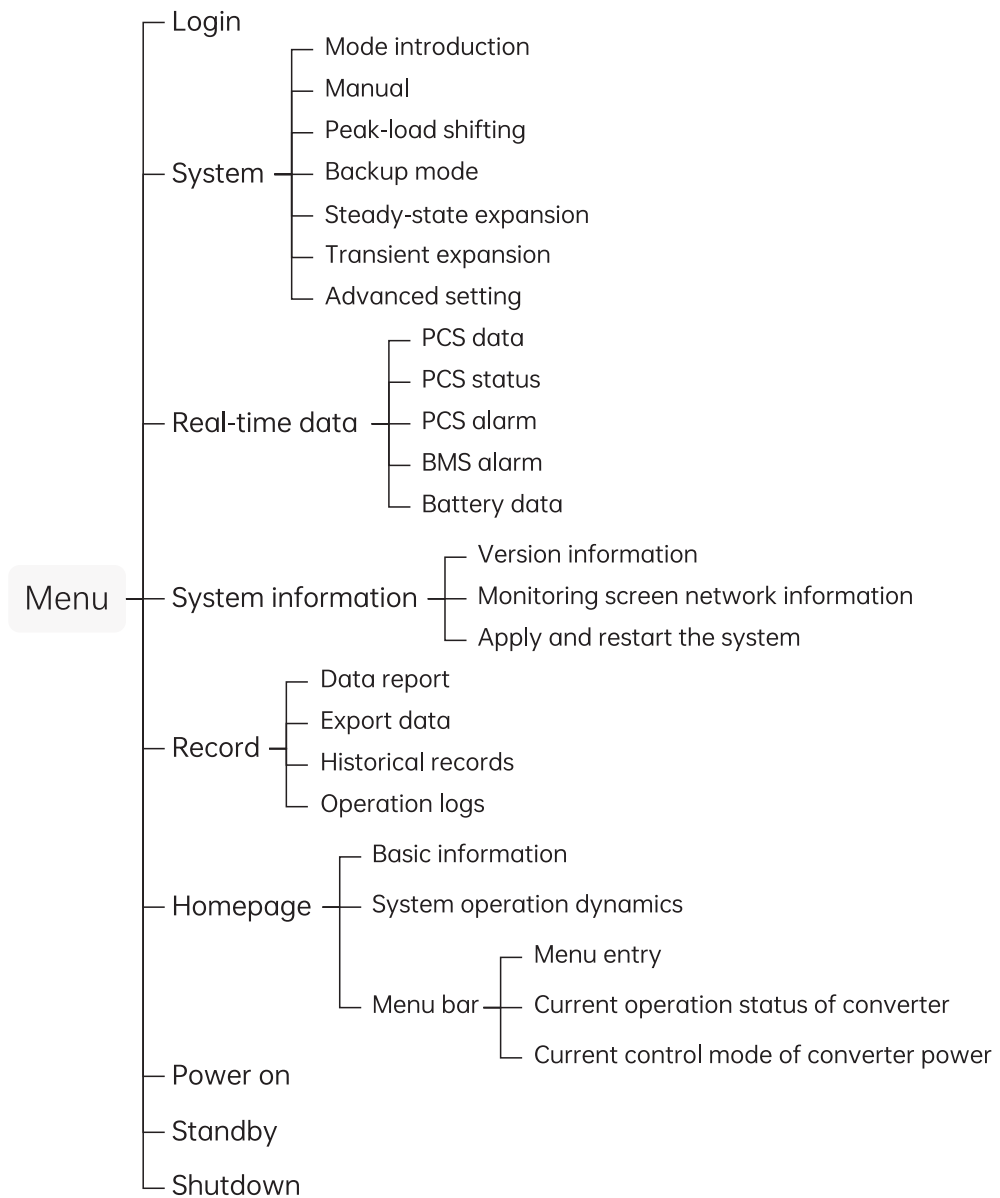 Login
Mode introduction
Manual
Peak-load shifting
System
Backup mode
Steady-state expansion
Transient expansion
Advanced setting
PCS data
PCS status
Real-time data
PCS alarm
BMS alarm
Battery data
Version information
Menu
System information
Monitoring screen network information
Apply and restart the system
Data report
Export data
Record
Historical records
Operation logs
Basic information
Homepage
System operation dynamics
Menu entry
Menu bar
Current operation status of converter
Current control mode of converter power
Power on
Standby
Shutdown